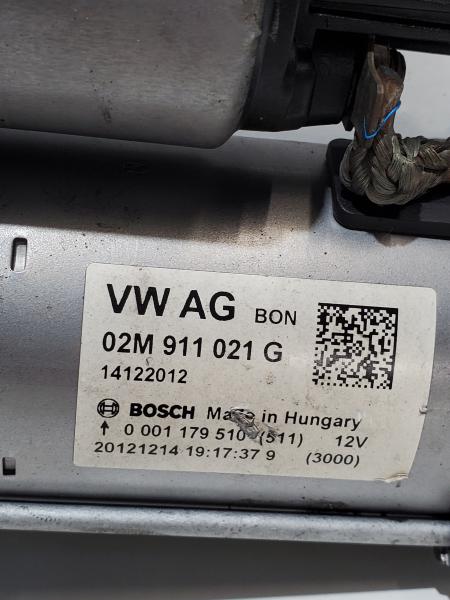 VW AG BON
02M 911 021 G
14122012
BOSCH Made in Hungary
0 001 179 510 (511) 12V
20121214 19:17:37 9 (3000)